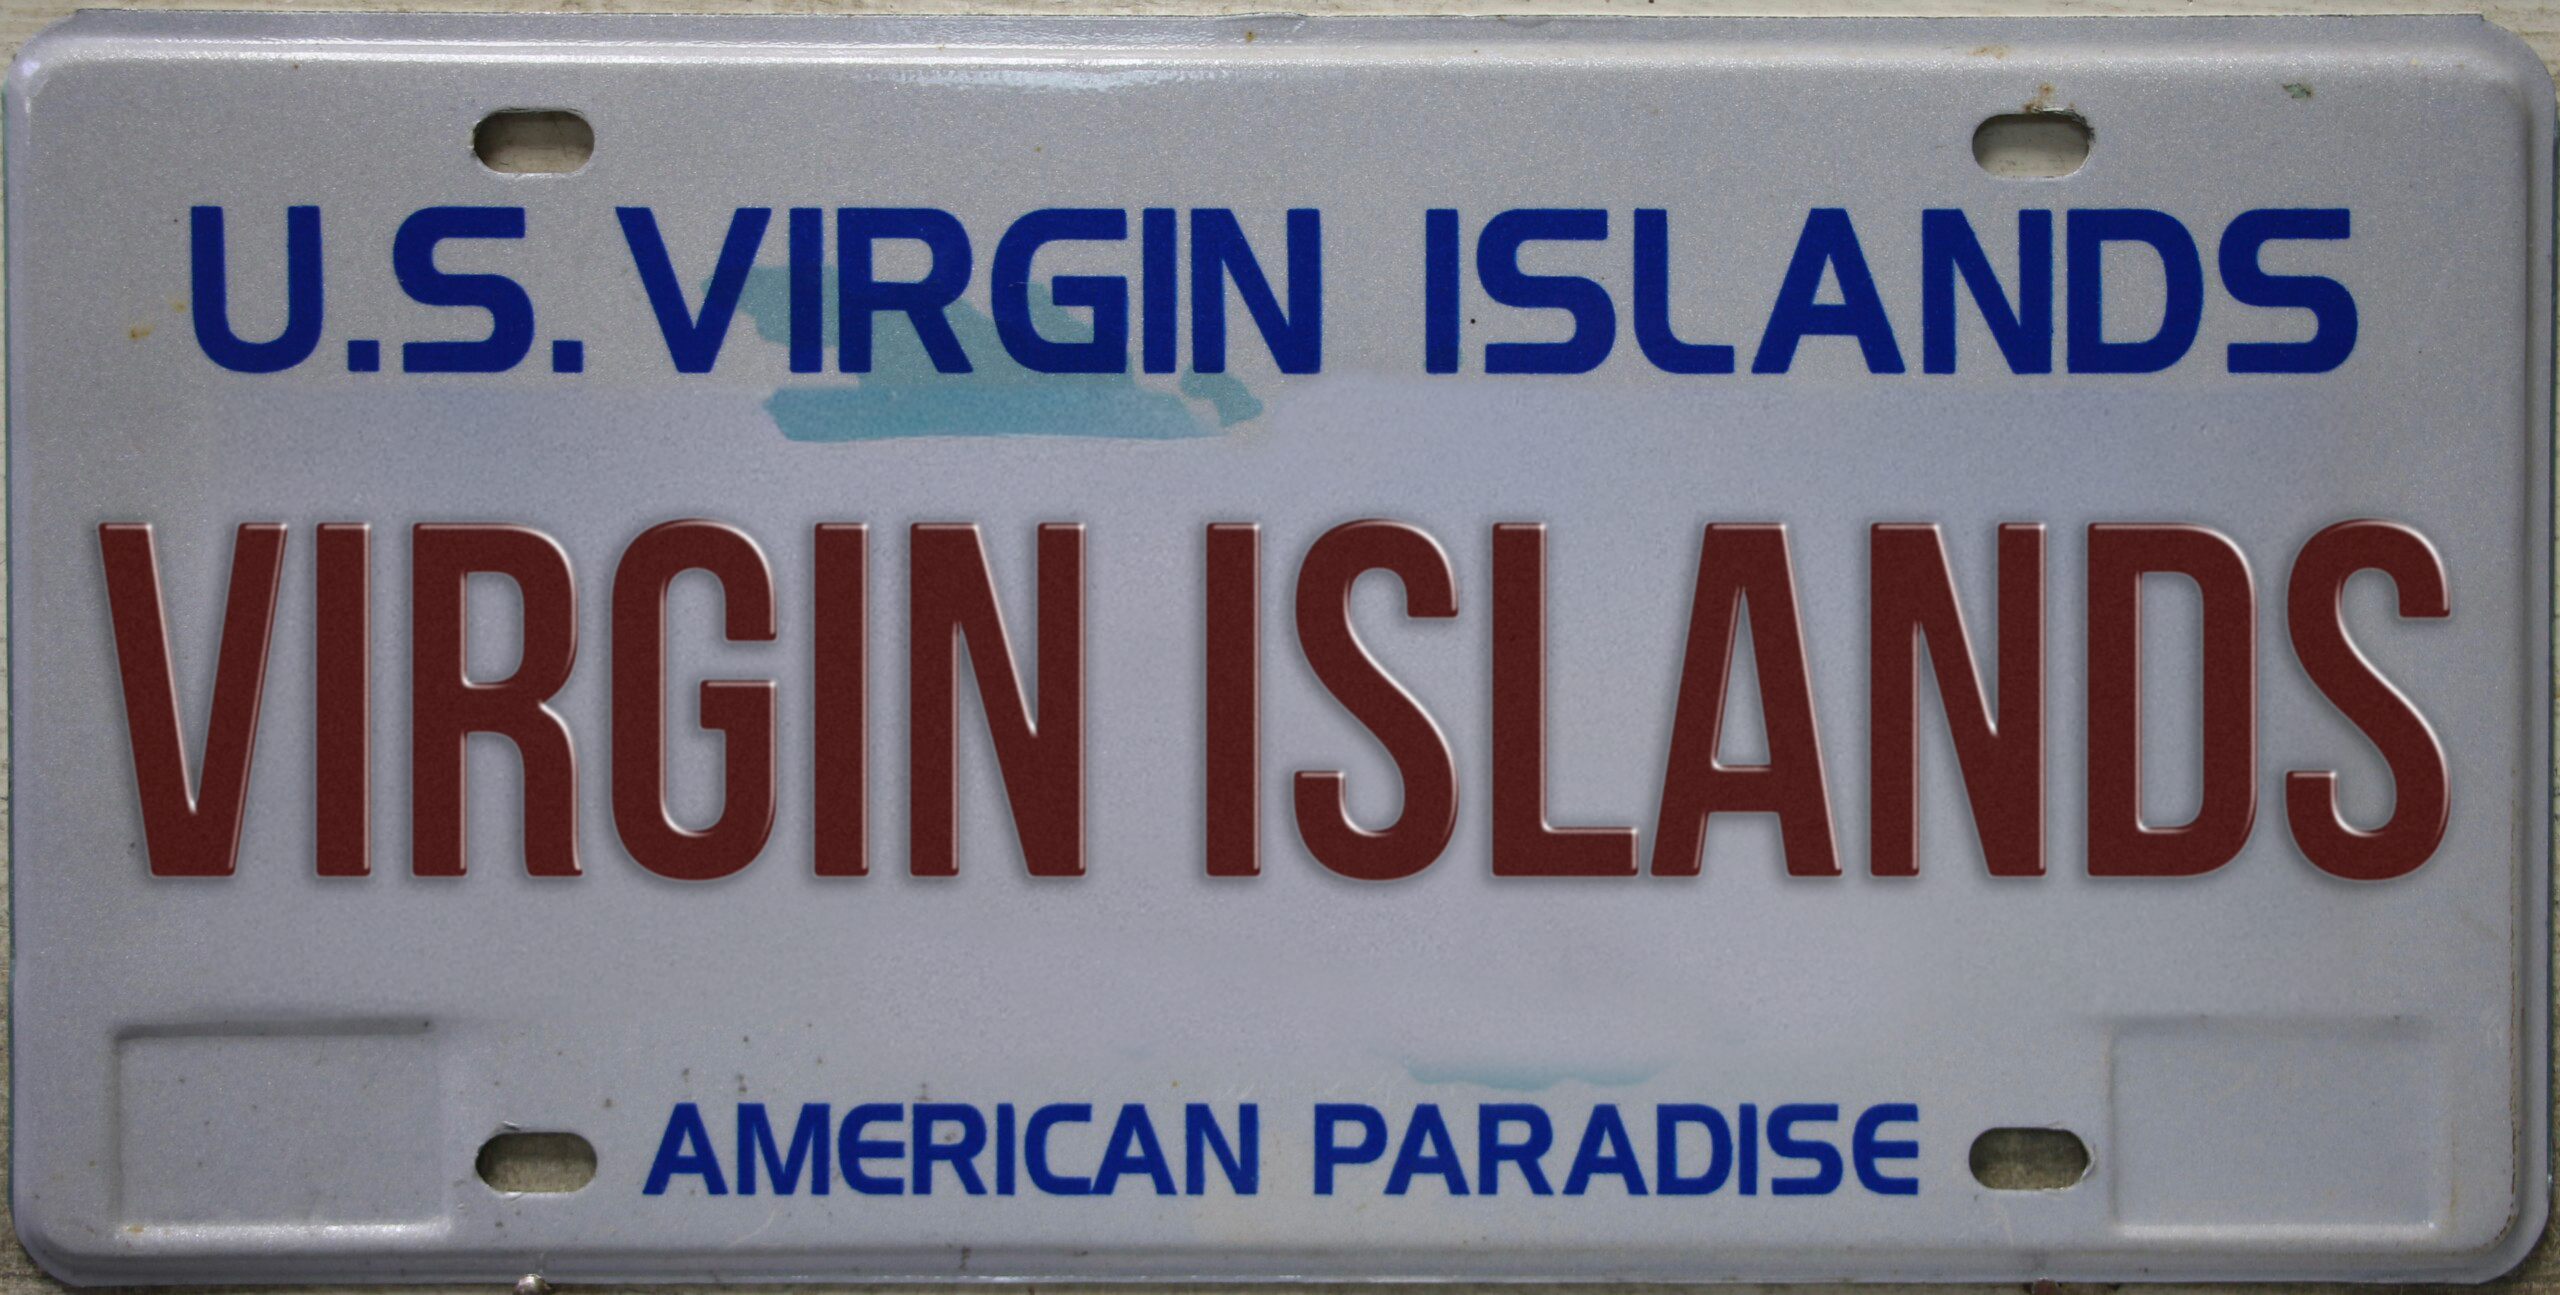 U.S. VIRGIN ISLANDS
VIRGIN ISLANDS
AMERICAN PARADISE